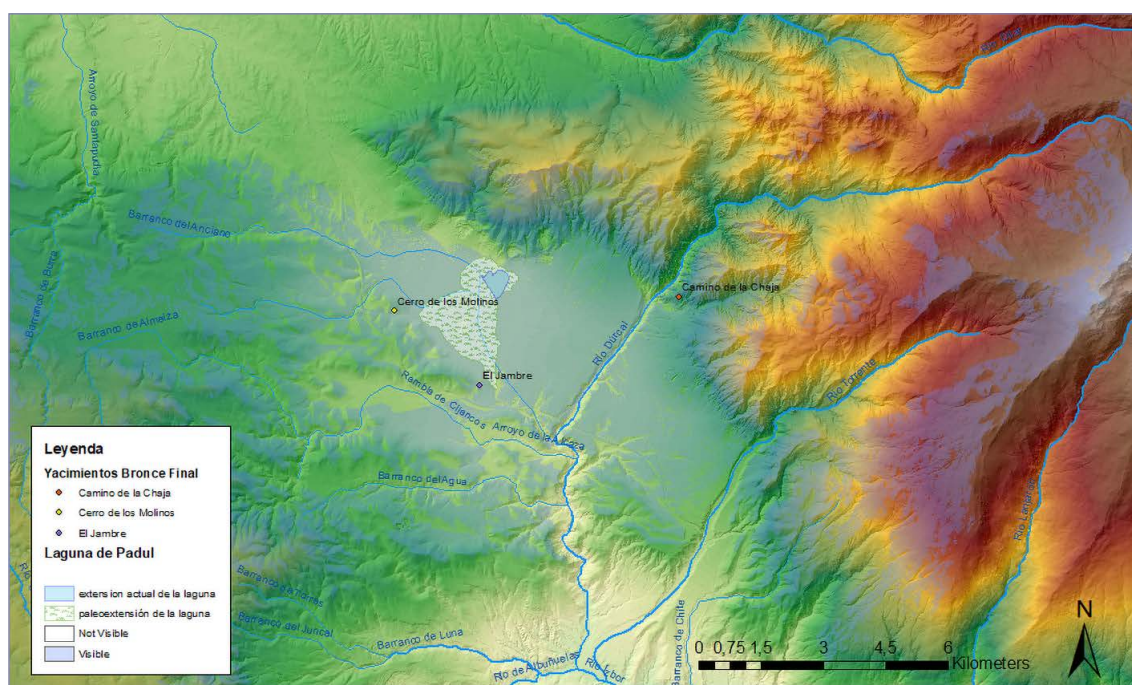 Río Dílar
Arroyo de Santapudia
Barranco del Anciano
Barranco de Burra
Cerro de los Molinos
Camino de la Chaja
Barranco de Almeiza
Río Dúrcal
El Jambre
Río Torrente
Rambla de Cijancos
Arroyo de la Alcaza
Barranco del Agua
Río Lanjarón
Leyenda
Yacimientos Bronce Final
Camino de la Chaja
Cerro de los Molinos
El Jambre
Laguna de Padul
extension actual de la laguna
paleoextensión de la laguna
Not Visible
Visible
Barranco del Juncal
Barranco de Luna
Río de Albuñuelas
Río Ízbor
Barranco de Chite
N
0 0,75 1,5 3 4,5 6
Kilometers